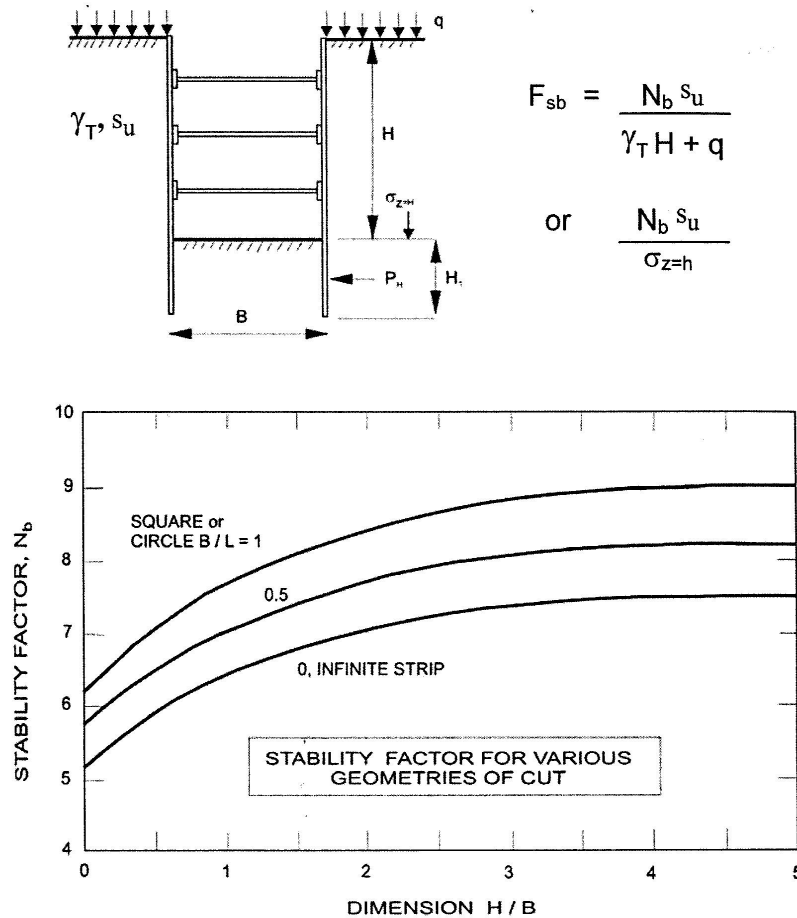 q
γT, su
H
σz=H
PH
H1
B
Fsb = Nb su
γT H + q
or Nb su
σz=h
10
9
8
7
6
5
4
STABILITY FACTOR, Nb
SQUARE or
CIRCLE B / L = 1
0.5
0, INFINITE STRIP
STABILITY FACTOR FOR VARIOUS
GEOMETRIES OF CUT
0 1 2 3 4 5
DIMENSION H / B